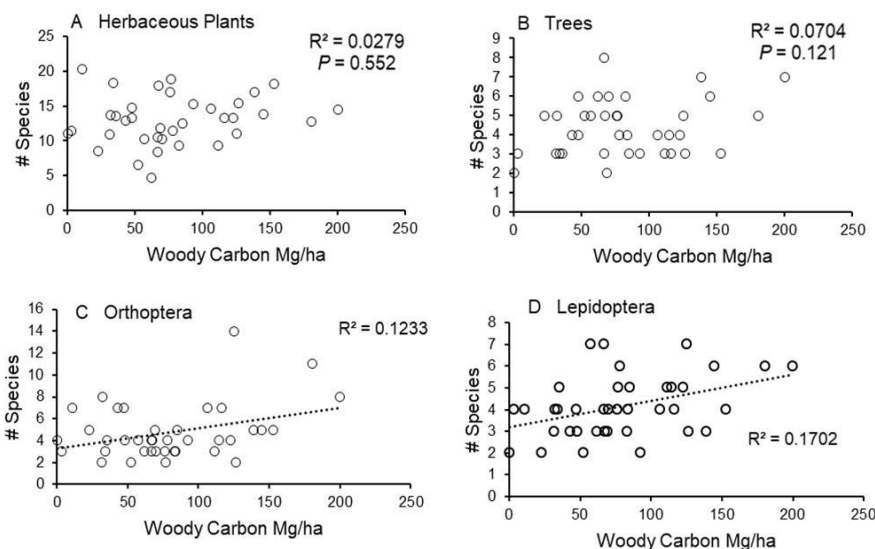 A Herbaceous Plants
R² = 0.0279
P = 0.552
# Species
25
20
15
10
5
0
0 50 100 150 200 250
Woody Carbon Mg/ha
B Trees
R² = 0.0704
P = 0.121
# Species
9
8
7
6
5
4
3
2
1
0 50 100 150 200 250
Woody Carbon Mg/ha
C Orthoptera
R² = 0.1233
# Species
16
14
12
10
8
6
4
2
0
0 50 100 150 200 250
Woody Carbon Mg/ha
D Lepidoptera
R² = 0.1702
# Species
8
7
6
5
4
3
2
1
0
0 50 100 150 200 250
Woody Carbon Mg/ha